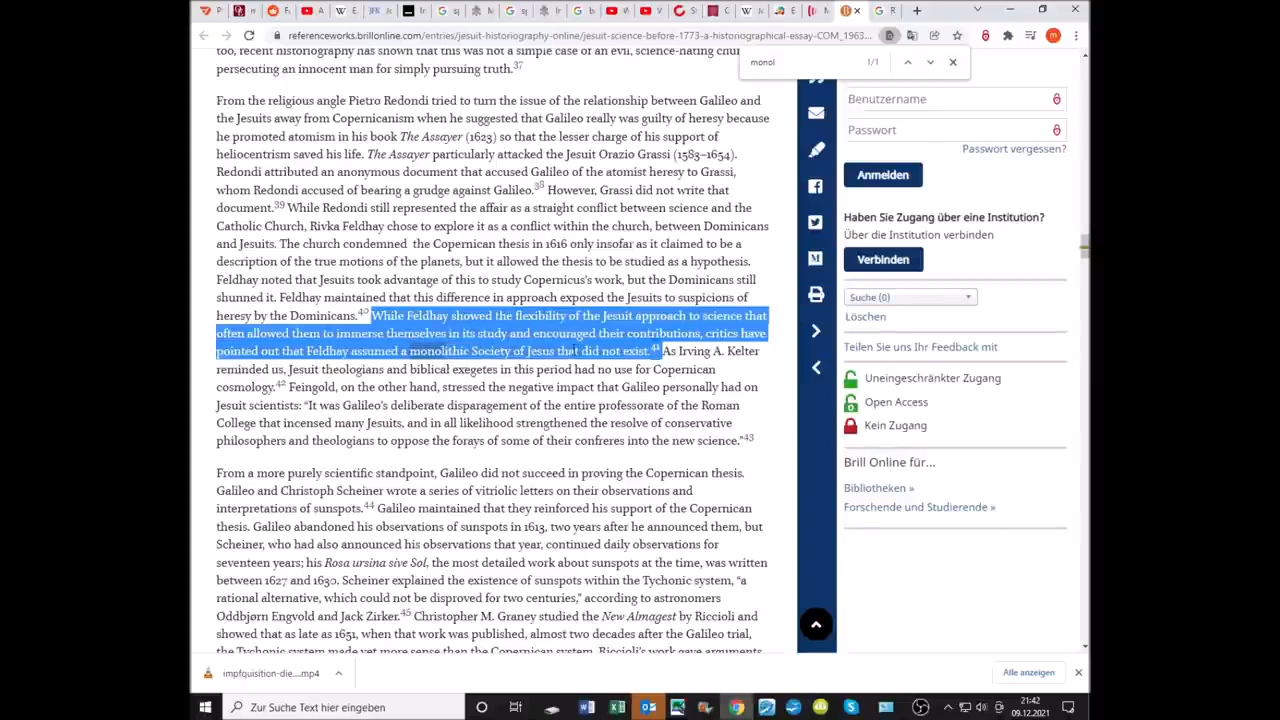 referenceworks.brillonline.com/entries/jesuit-historiography-online/jesuit-science-before-1773-a-historiographical-essay-COM_1963...
monol 1/1
too, recent historiography has shown that this was not a simple case of an evil, science-hating
persecuting an innocent man for simply pursuing truth.37
From the religious angle Pietro Redondi tried to turn the issue of the relationship between Galileo and
the Jesuits away from Copernicanism when he suggested that Galileo really was guilty of heresy because
he promoted atomism in his book The Assayer (1623) so that the lesser charge of his support of
heliocentrism saved his life. The Assayer particularly attacked the Jesuit Orazio Grassi (1583–1654).
Redondi attributed an anonymous document that accused Galileo of the atomist heresy to Grassi,
whom Redondi accused of bearing a grudge against Galileo.38 However, Grassi did not write that
document.39 While Redondi still represented the affair as a straight conflict between science and the
Catholic Church, Rivka Feldhay chose to explore it as a conflict within the church, between Dominicans
and Jesuits. The church condemned the Copernican thesis in 1616 only insofar as it claimed to be a
description of the true motions of the planets, but it allowed the thesis to be studied as a hypothesis.
Feldhay noted that Jesuits took advantage of this to study Copernicus's work, but the Dominicans still
shunned it. Feldhay maintained that this difference in approach exposed the Jesuits to suspicions of
heresy by the Dominicans.40 While Feldhay showed the flexibility of the Jesuit approach to science that
often allowed them to immerse themselves in its study and encouraged their contributions, critics have
pointed out that Feldhay assumed a monolithic Society of Jesus that did not exist.41 As Irving A. Kelter
reminded us, Jesuit theologians and biblical exegetes in this period had no use for Copernican
cosmology.42 Feingold, on the other hand, stressed the negative impact that Galileo personally had on
Jesuit scientists: “It was Galileo’s deliberate disparagement of the entire professorate of the Roman
College that incensed many Jesuits, and in all likelihood strengthened the resolve of conservative
philosophers and theologians to oppose the forays of some of their confreres into the new science.”43
From a more purely scientific standpoint, Galileo did not succeed in proving the Copernican thesis.
Galileo and Christoph Scheiner wrote a series of vitriolic letters on their observations and
interpretations of sunspots.44 Galileo maintained that they reinforced his support of the Copernican
thesis. Galileo abandoned his observations of sunspots in 1613, two years after he announced them, but
Scheiner, who had also announced his observations that year, continued daily observations for
seventeen years; his Rosa ursina sive Sol, the most detailed work about sunspots at the time, was written
between 1627 and 1630. Scheiner explained the existence of sunspots within the Tychonic system, “a
rational alternative, which could not be disproved for two centuries,” according to astronomers
Oddbjørn Engvold and Jack Zirker.45 Christopher M. Graney studied the New Almagest by Riccioli and
showed that as late as 1651, when that work was published, almost two decades after the Galileo trial,
the Tychonic system made yet more sense than the Copernican system. Riccioli's work gave arguments
Benutzername
Passwort
Passwort vergessen?
Anmelden
Haben Sie Zugang über eine Institution?
Über die Institution verbinden
Verbinden
Suche (0)
Löschen
Teilen Sie uns Ihr Feedback mit
Uneingeschränkter Zugang
Open Access
Kein Zugang
Brill Online für...
Bibliotheken »
Forschende und Studierende »
impfquisition-die....mp4
Alle anzeigen
Zur Suche Text hier eingeben
21:42
09.12.2021